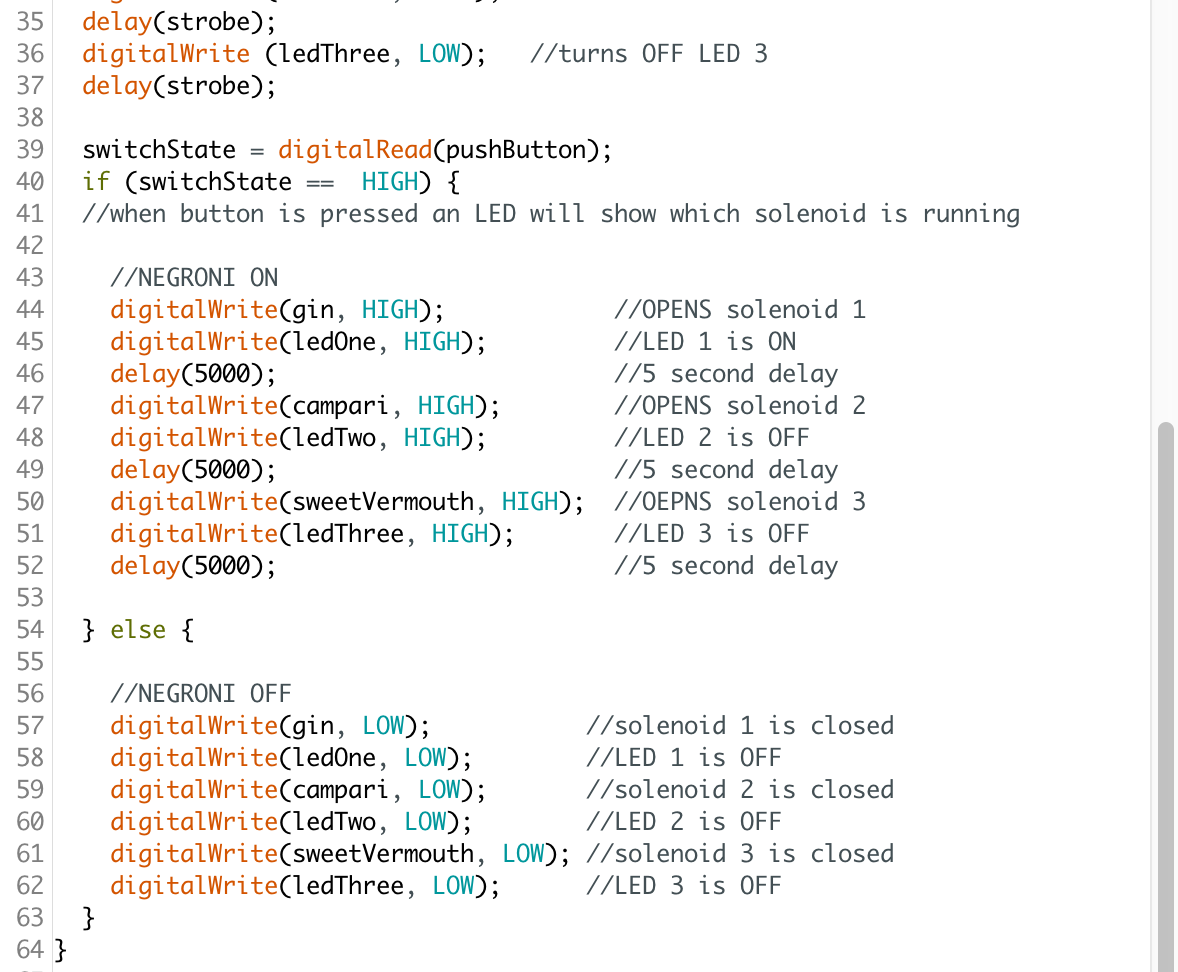 35 delay(strobe);
36 digitalWrite (ledThree, LOW); //turns OFF LED 3
37 delay(strobe);
38
39 switchState = digitalRead(pushButton);
40 if (switchState == HIGH) {
41 //when button is pressed an LED will show which solenoid is running
42
43 //NEGRONI ON
44 digitalWrite(gin, HIGH); //OPENS solenoid 1
45 digitalWrite(ledOne, HIGH); //LED 1 is ON
46 delay(5000); //5 second delay
47 digitalWrite(campari, HIGH); //OPENS solenoid 2
48 digitalWrite(ledTwo, HIGH); //LED 2 is OFF
49 delay(5000); //5 second delay
50 digitalWrite(sweetVermouth, HIGH); //OEPNS solenoid 3
51 digitalWrite(ledThree, HIGH); //LED 3 is OFF
52 delay(5000); //5 second delay
53
54 } else {
55
56 //NEGRONI OFF
57 digitalWrite(gin, LOW); //solenoid 1 is closed
58 digitalWrite(ledOne, LOW); //LED 1 is OFF
59 digitalWrite(campari, LOW); //solenoid 2 is closed
60 digitalWrite(ledTwo, LOW); //LED 2 is OFF
61 digitalWrite(sweetVermouth, LOW); //solenoid 3 is closed
62 digitalWrite(ledThree, LOW); //LED 3 is OFF
63 }
64 }